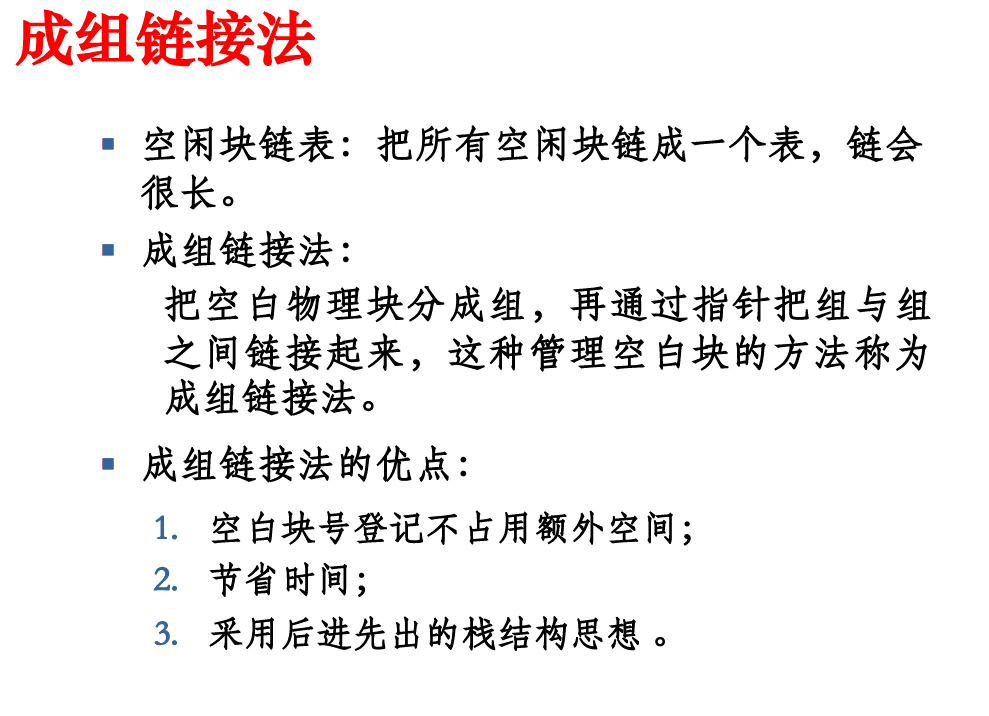 成组链接法
空闲块链表：把所有空闲块链成一个表，链会
很长。
成组链接法：
把空白物理块分成组，再通过指针把组与组
之间链接起来，这种管理空白块的方法称为
成组链接法。
成组链接法的优点：
1. 空白块号登记不占用额外空间；
2. 节省时间；
3. 采用后进先出的栈结构思想 。